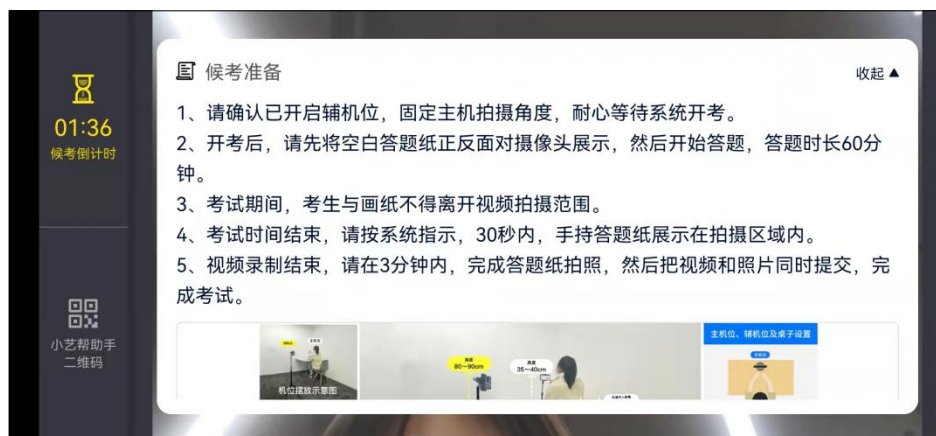 01:36
候考倒计时
小艺帮助手
二维码
候考准备
收起▲
1、请确认已开启辅机位，固定主机拍摄角度，耐心等待系统开考。
2、开考后，请先将空白答题纸正反面对摄像头展示，然后开始答题，答题时长60分
钟。
3、考试期间，考生与画纸不得离开视频拍摄范围。
4、考试时间结束，请按系统指示，30秒内，手持答题纸展示在拍摄区域内。
5、视频录制结束，请在3分钟内，完成答题纸拍照，然后把视频和照片同时提交，完
成考试。
机位摆放示意图
高度
80~90cm
高度
35~40cm
主机位、辅机位及桌子设置